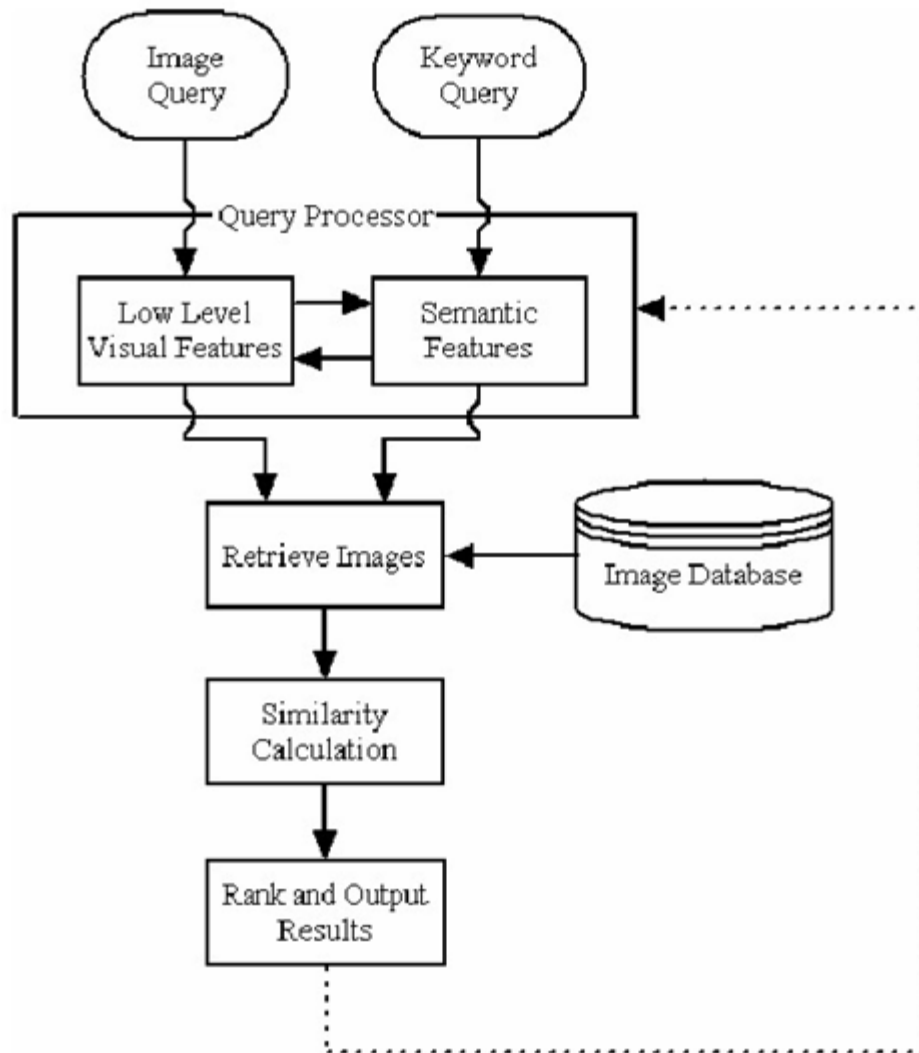 Image
Query
Keyword
Query
Query Processor
Low Level
Visual Features
Semantic
Features
Retrieve Images
Image Database
Similarity
Calculation
Rank and Output
Results